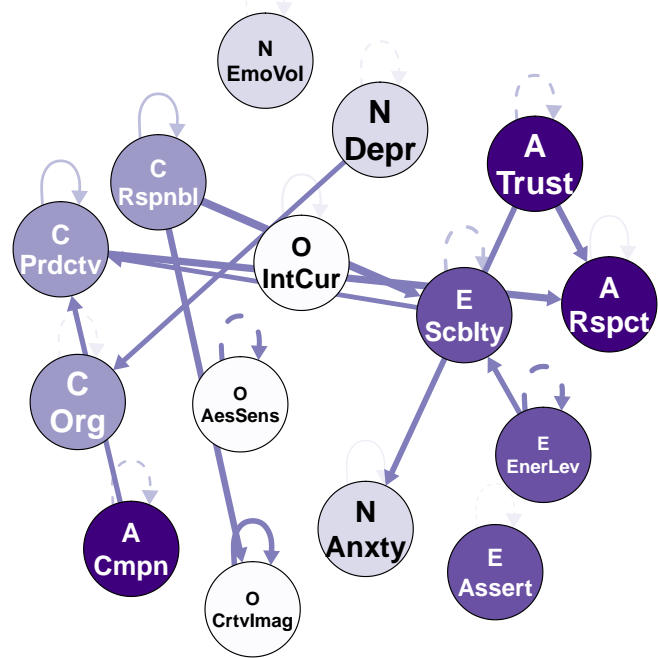 N
EmoVol
N
Depr
A
Trust
C
Rspnbl
C
Prdctv
O
IntCur
E
Scblty
A
Rspct
C
Org
O
AesSens
E
EnerLev
N
Anxty
A
Cmpn
E
Assert
O
CrtvImag